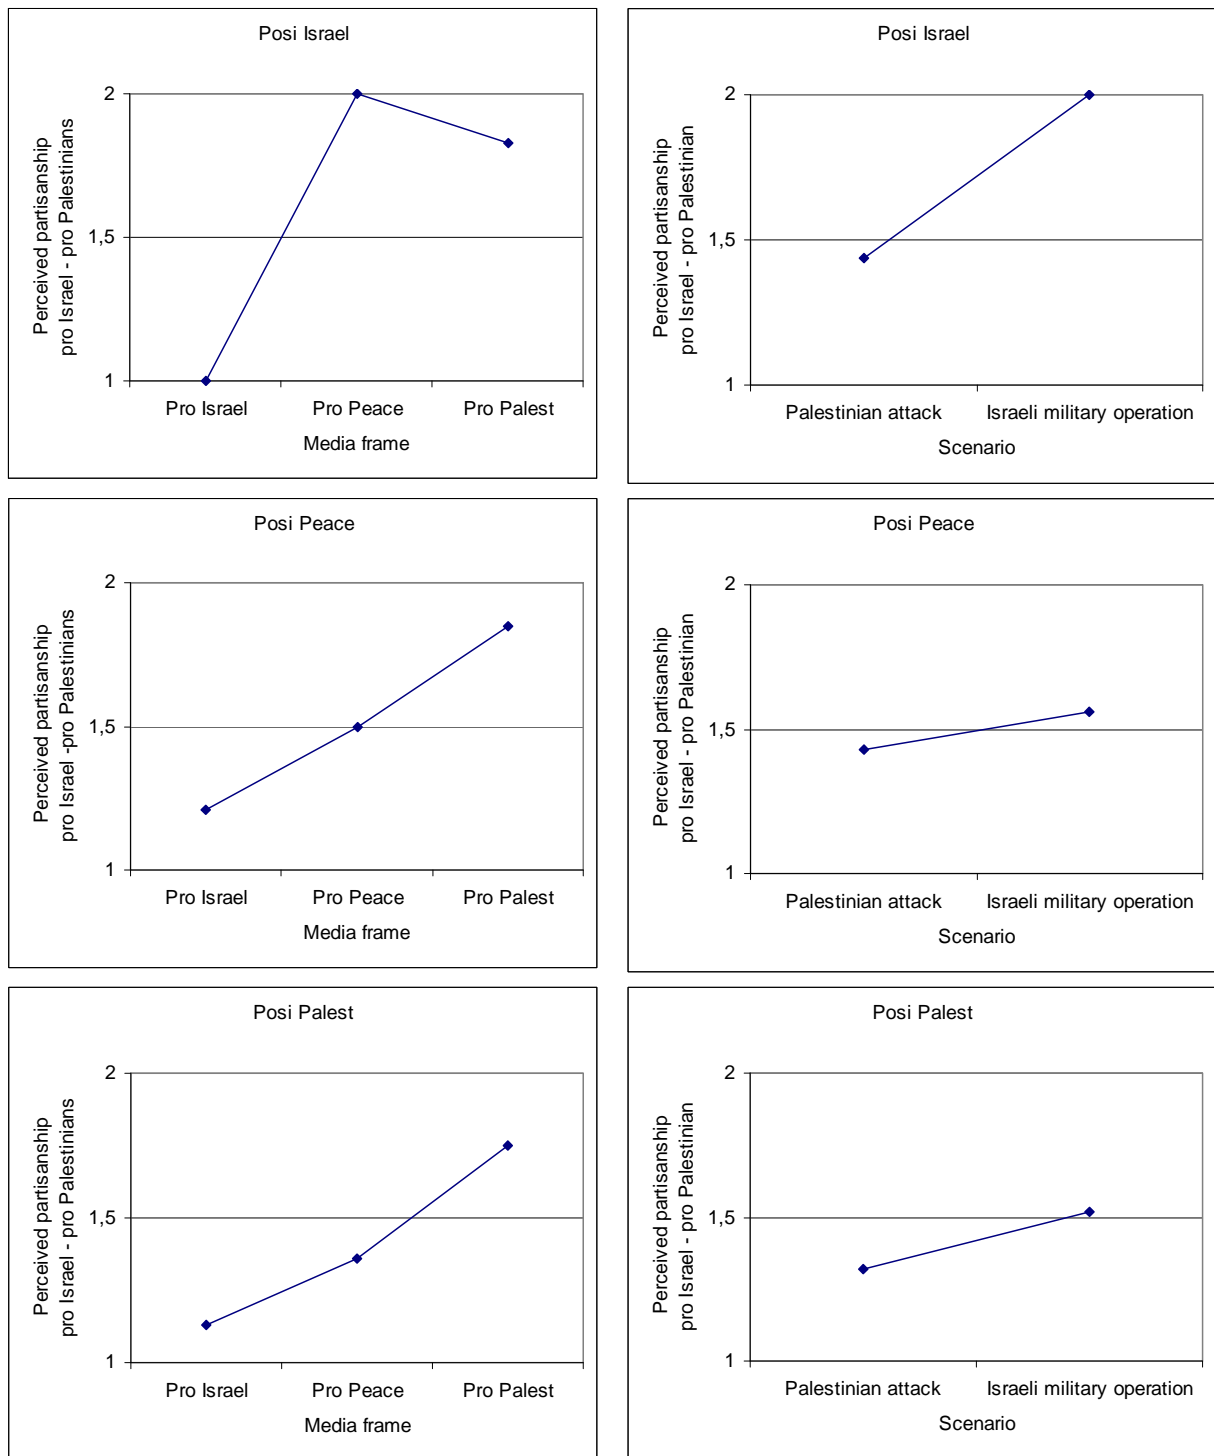 Posi Israel
Perceived partisanship
pro Israel - pro Palestinians
2
1,5
1
Pro Israel
Pro Peace
Pro Palest
Media frame
Posi Israel
Perceived partisanship
pro Israel - pro Palestinian
2
1,5
1
Palestinian attack
Israeli military operation
Scenario
Posi Peace
Perceived partisanship
pro Israel -pro Palestinians
2
1,5
1
Pro Israel
Pro Peace
Pro Palest
Media frame
Posi Peace
Perceived partisanship
pro Israel - pro Palestinian
2
1,5
1
Palestinian attack
Israeli military operation
Scenario
Posi Palest
Perceived partisanship
pro Israel - pro Palestinians
2
1,5
1
Pro Israel
Pro Peace
Pro Palest
Media frame
Posi Palest
Perceived partisanship
pro Israel - pro Palestinian
2
1,5
1
Palestinian attack
Israeli military operation
Scenario